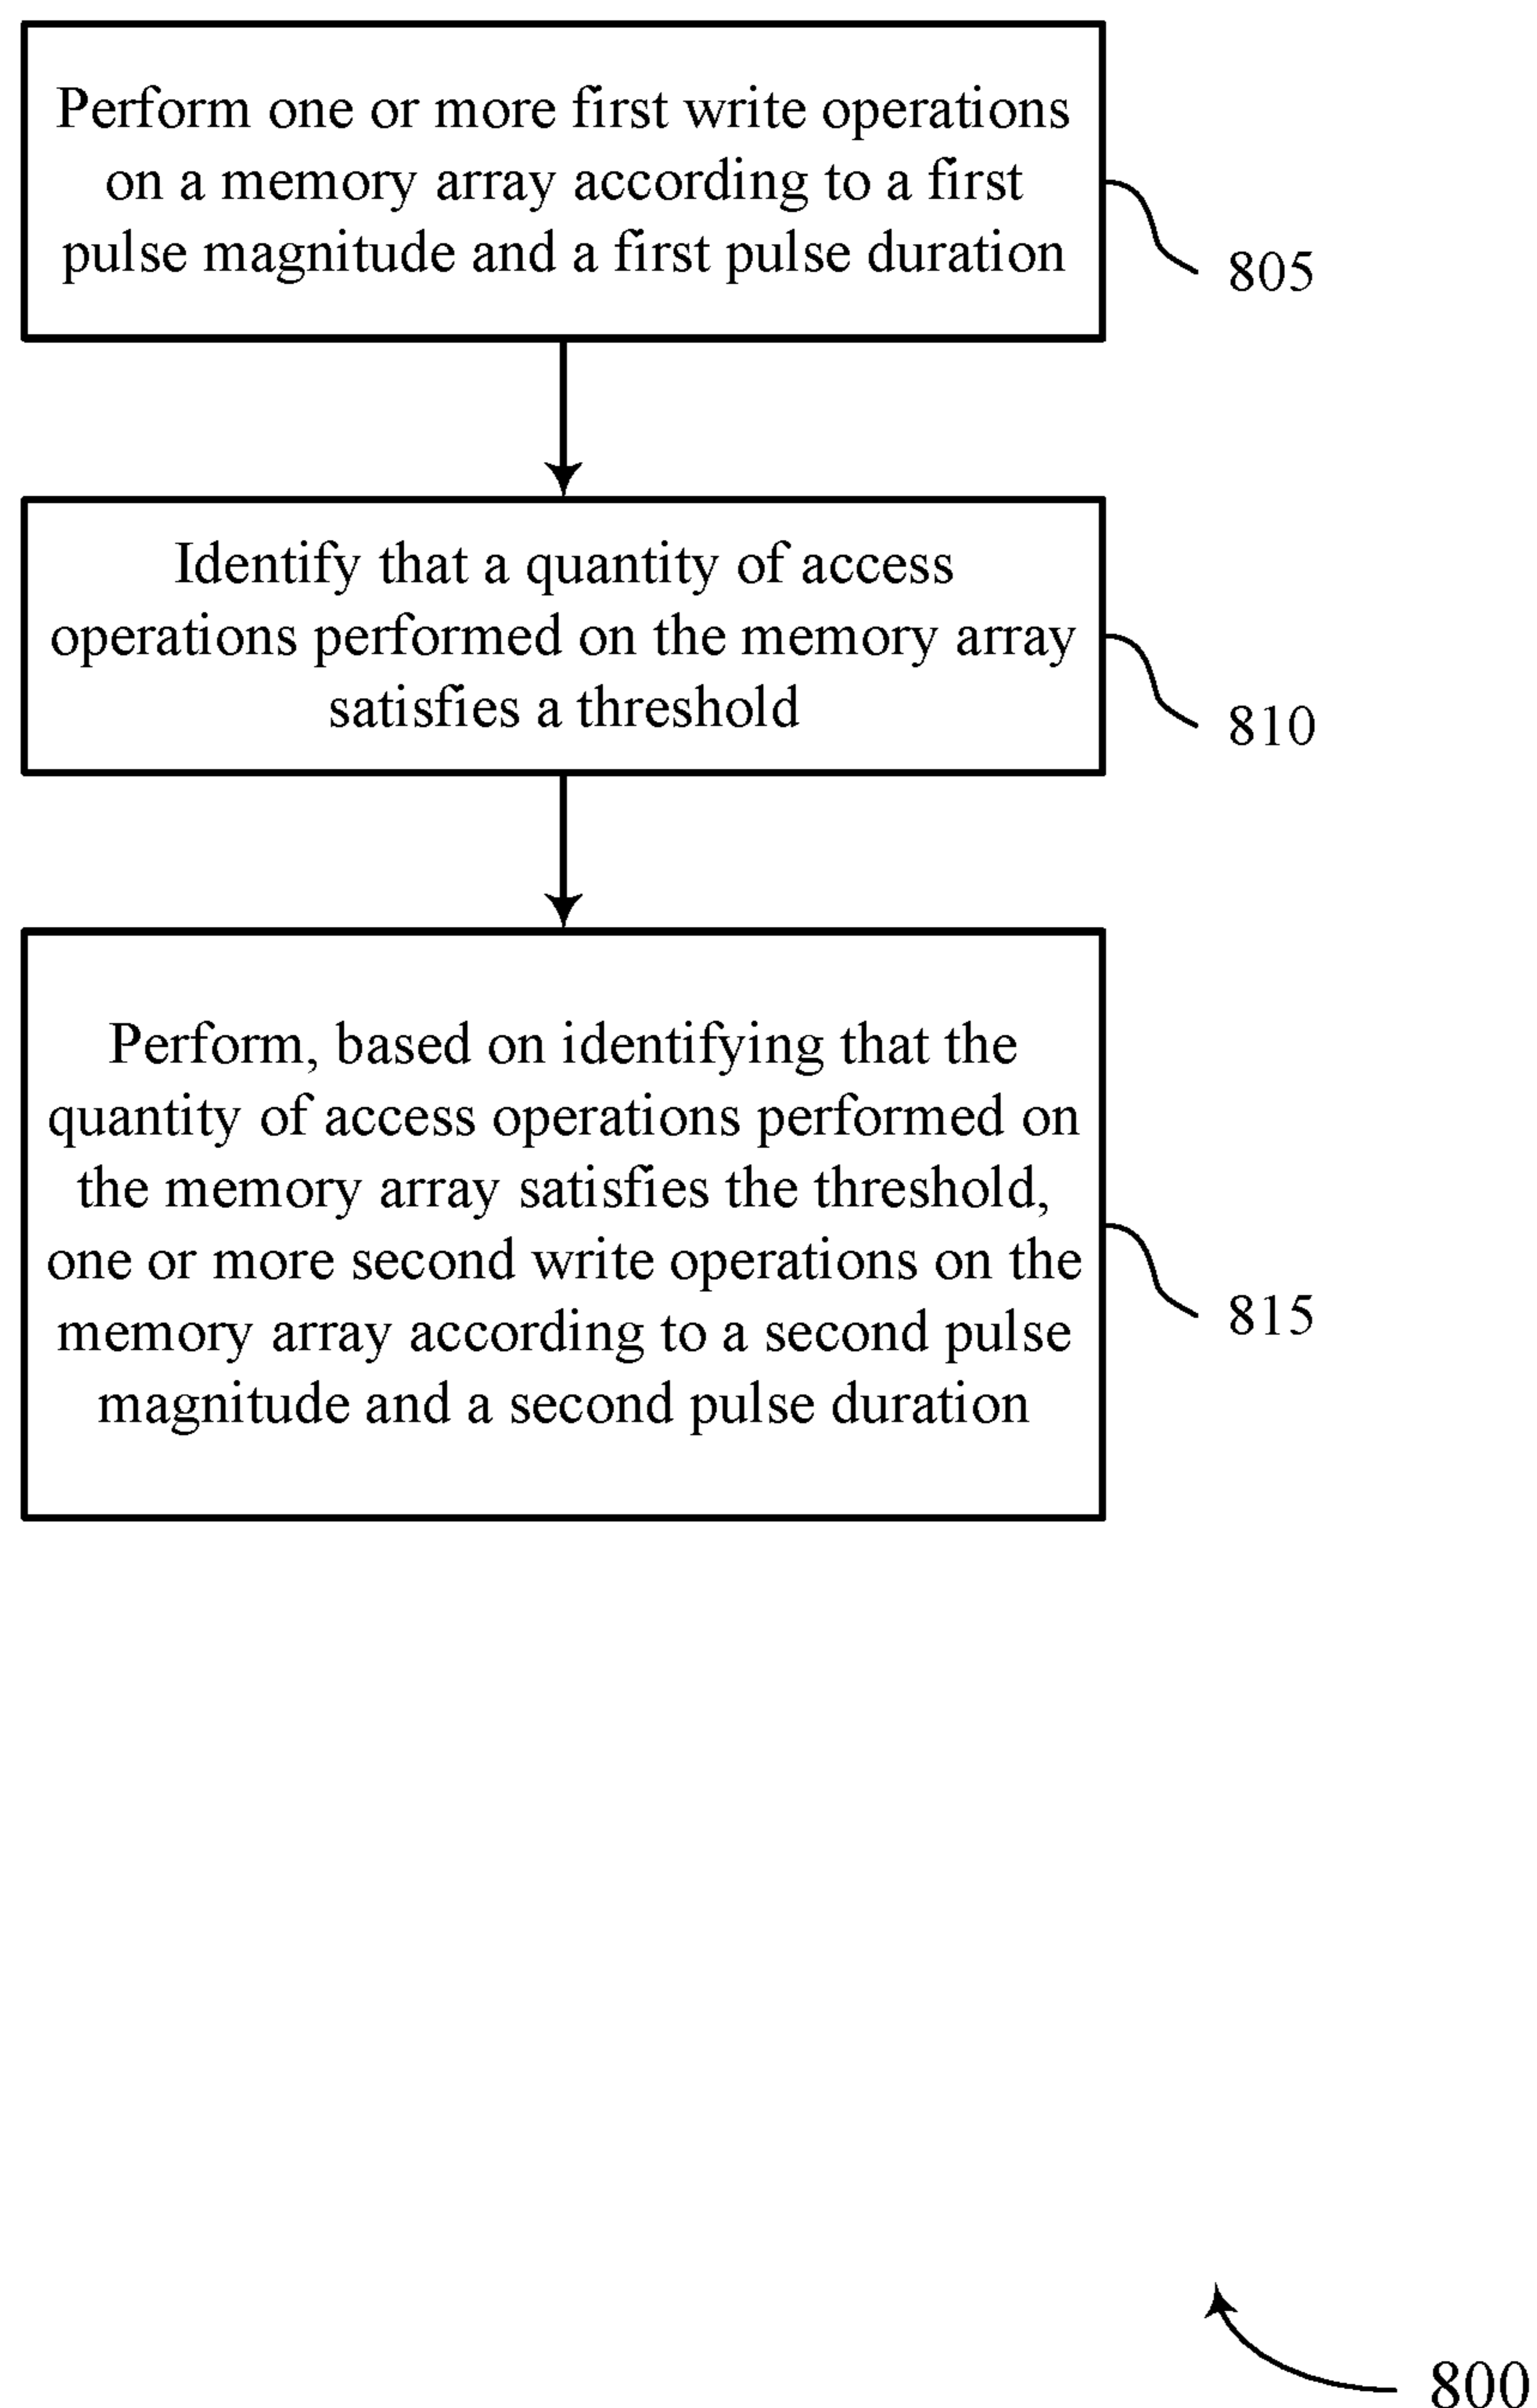 Perform one or more first write operations
on a memory array according to a first
pulse magnitude and a first pulse duration
805
Identify that a quantity of access
operations performed on the memory array
satisfies a threshold
810
Perform, based on identifying that the
quantity of access operations performed on
the memory array satisfies the threshold,
one or more second write operations on the
memory array according to a second pulse
magnitude and a second pulse duration
815
800